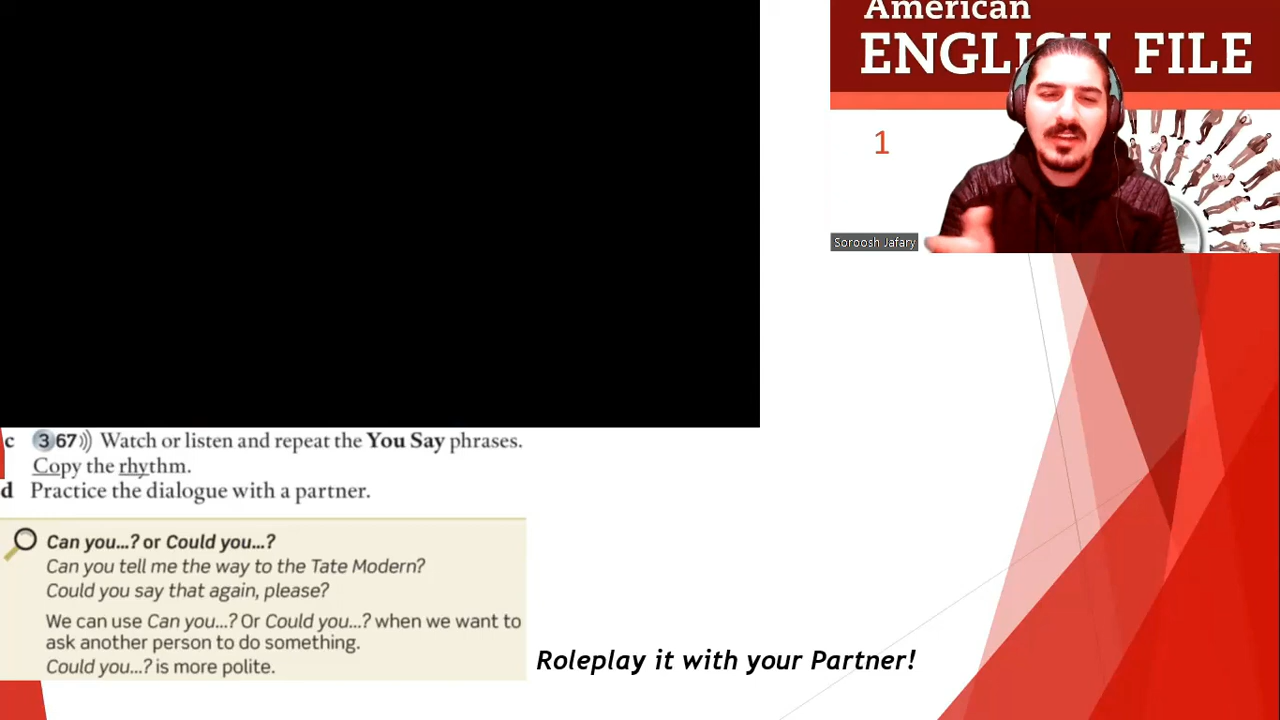 American
ENGLISH FILE
1
Soroosh Jafary
c 3 67)) Watch or listen and repeat the You Say phrases.
Copy the rhythm.
d Practice the dialogue with a partner.
Can you...? or Could you...?
Can you tell me the way to the Tate Modern?
Could you say that again, please?
We can use Can you...? Or Could you...? when we want to
ask another person to do something.
Could you...? is more polite.
Roleplay it with your Partner!